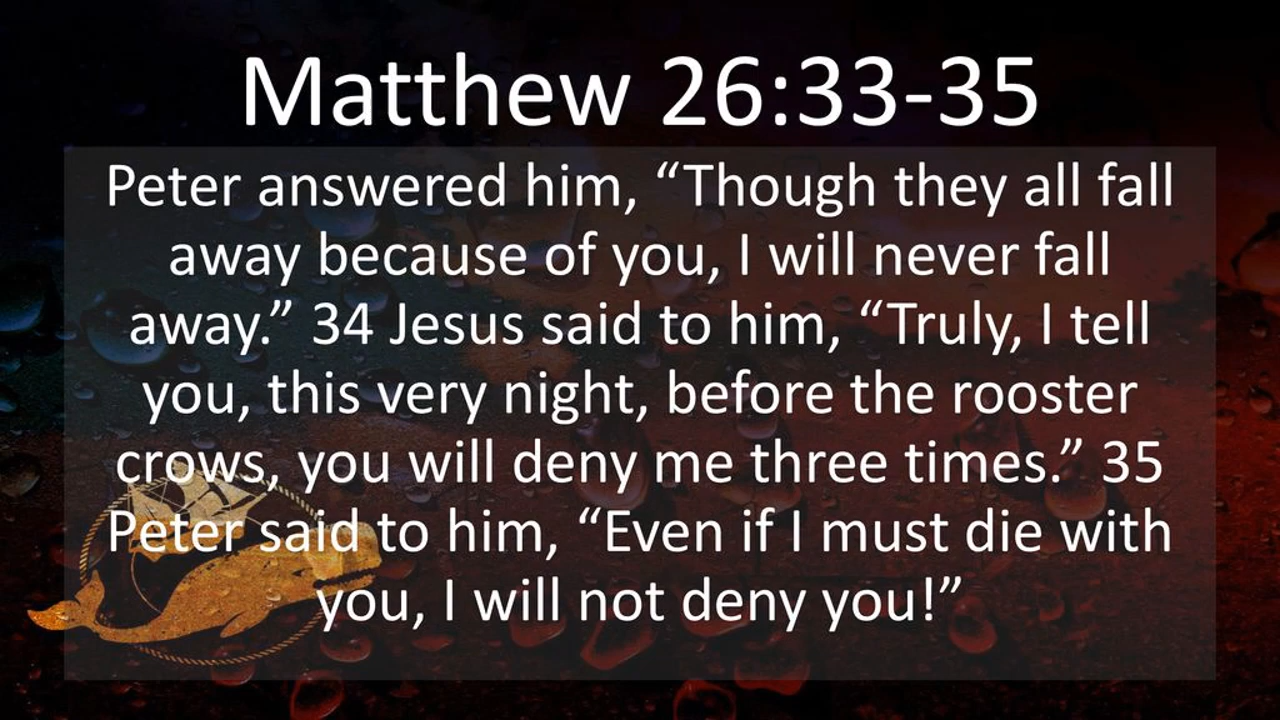 Matthew 26:33-35
Peter answered him, “Though they all fall
away because of you, I will never fall
away.” 34 Jesus said to him, “Truly, I tell
you, this very night, before the rooster
crows, you will deny me three times.” 35
Peter said to him, “Even if I must die with
you, I will not deny you!”